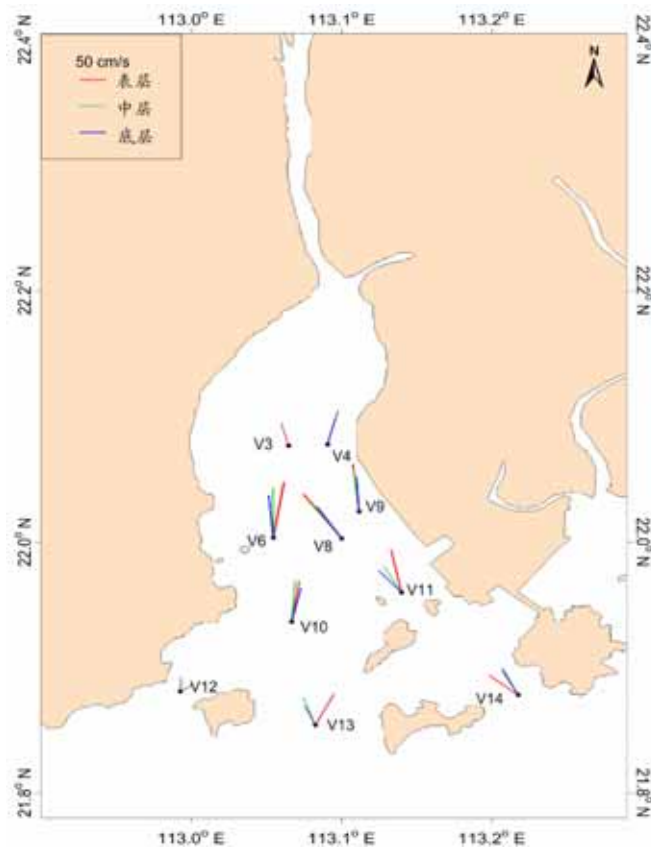 113.0° E 113.1° E 113.2° E
22.4° N 22.4° N
50 cm/s
表层
中层
底层
N
22.2° N 22.2° N
V3 V4
V9
22.0° N 22.0° N
V6 V8
V11
V10
V12
V14
V13
21.8° N 21.8° N
113.0° E 113.1° E 113.2° E